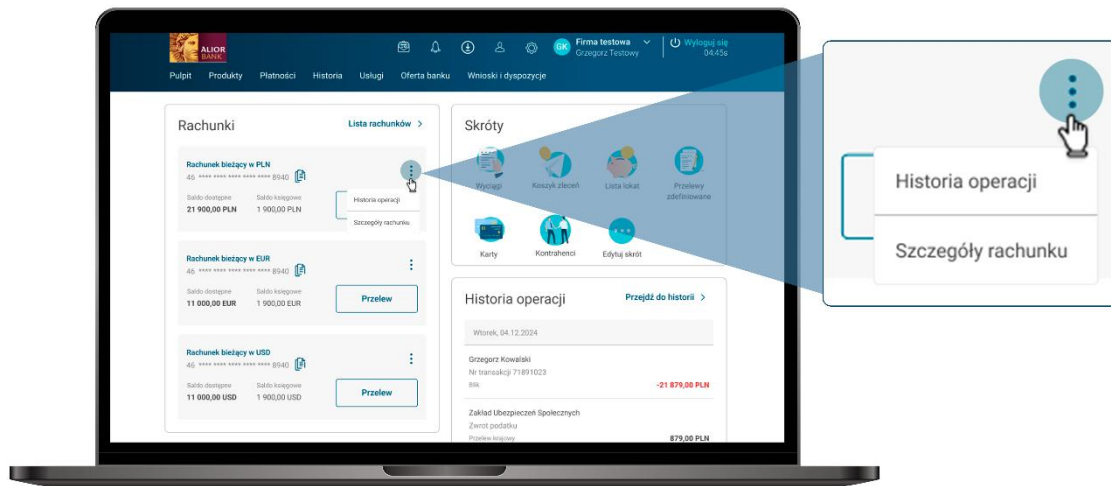 ALIOR
BANK
GK
Firma testowa
Grzegorz Testowy
Wyloguj się
04:45s
Pulpit Produkty Płatności Historia Usługi Oferta banku Wnioski i dyspozycje
Rachunki
Lista rachunków >
Rachunek bieżący w PLN
46 **** **** **** **** **** 8940
Saldo dostępne Saldo księgowe
21 900,00 PLN 1 900,00 PLN
Historia operacji
Szczegóły rachunku
Rachunek bieżący w EUR
46 **** **** **** **** **** 8940
Saldo dostępne Saldo księgowe
11 000,00 EUR 1 900,00 EUR
Przelew
Rachunek bieżący w USD
46 **** **** **** **** **** 8940
Saldo dostępne Saldo księgowe
11 000,00 USD 1 900,00 USD
Przelew
Skróty
Wyciągi Koszyk zleceń Lista lokat Przelewy
zdefiniowane
Karty Kontrahenci Edytuj skrót
Historia operacji
Przejdź do historii >
Wtorek, 04.12.2024
Grzegorz Kowalski
Nr transakcji 71891023
Blik -21 879,00 PLN
Zakład Ubezpieczeń Społecznych
Zwrot podatku
Przelew krajowy 879,00 PLN
Historia operacji
Szczegóły rachunku